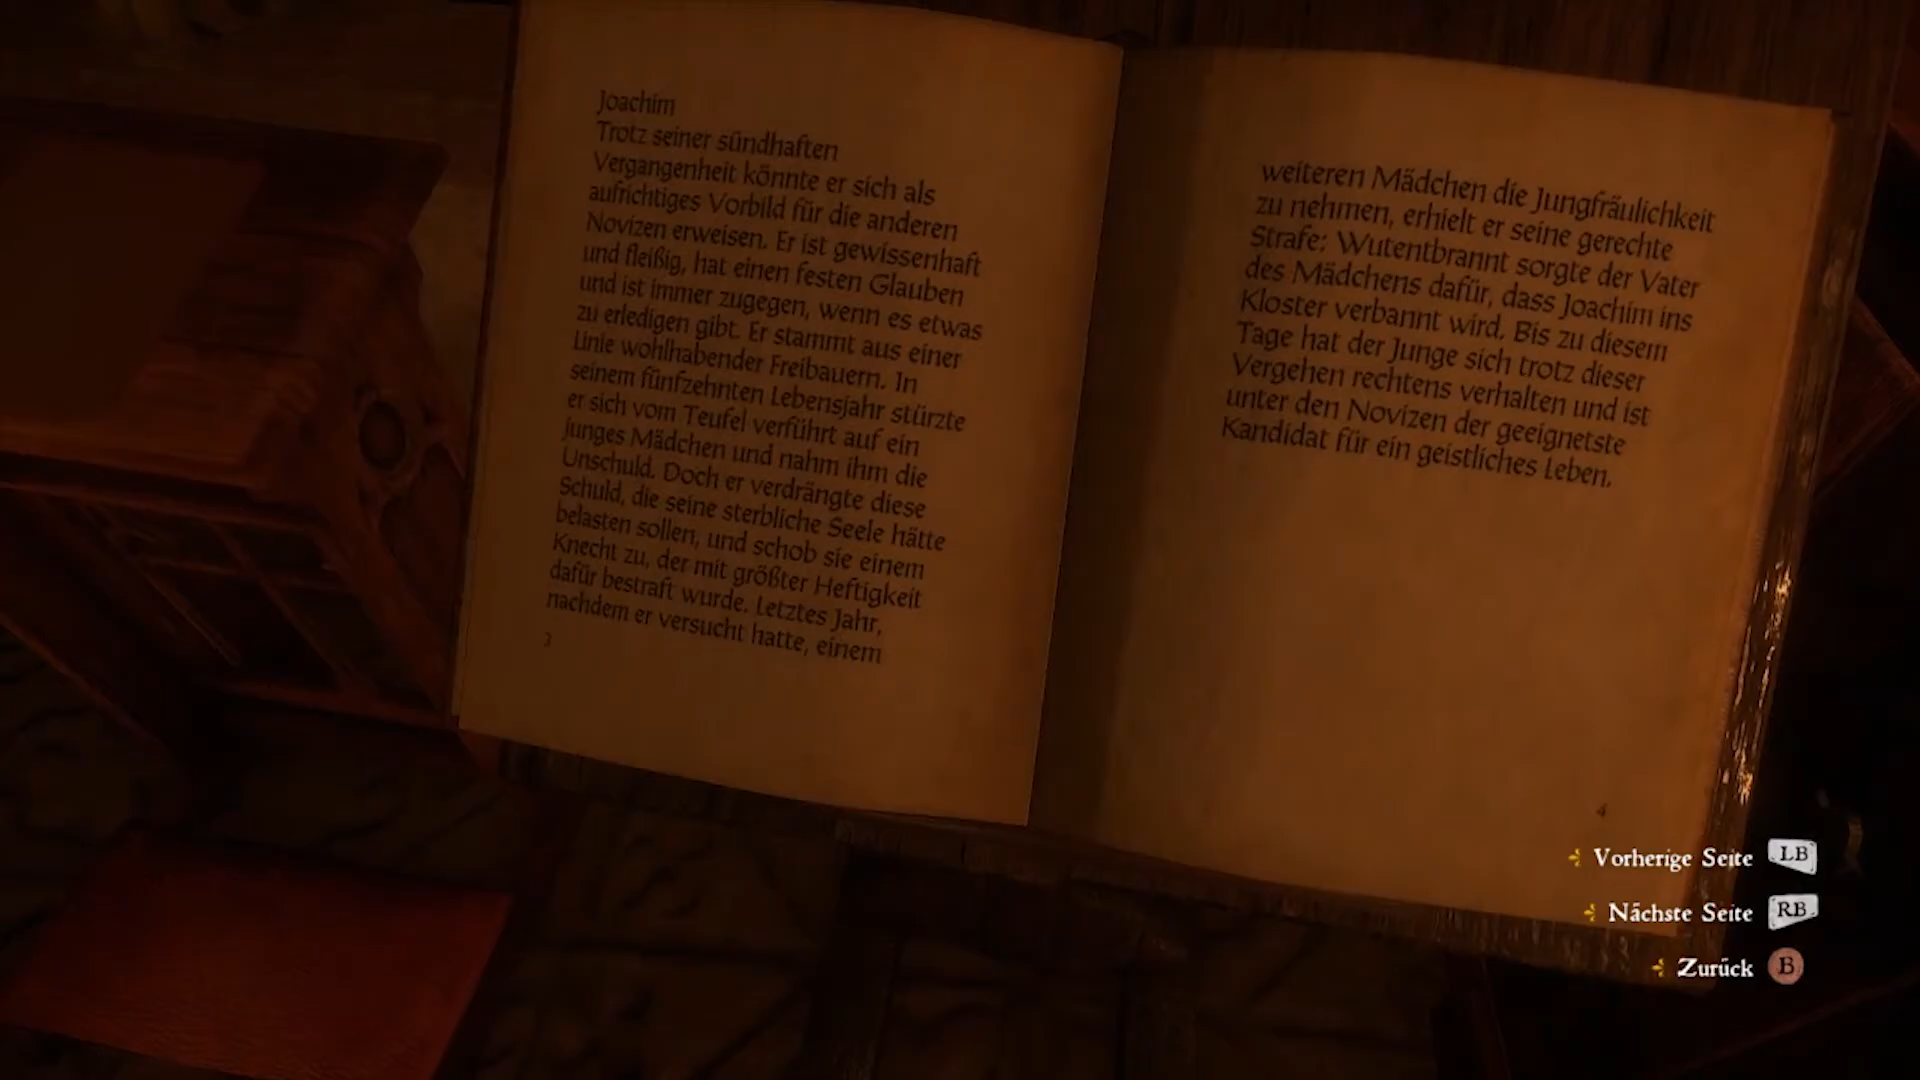 Joachim
Trotz seiner sündhaften
Vergangenheit könnte er sich als
aufrichtiges Vorbild für die anderen
Novizen erweisen. Er ist gewissenhaft
und fleißig, hat einen festen Glauben
und ist immer zugegen, wenn es etwas
zu erledigen gibt. Er stammt aus einer
Linie wohlhabender Freibauern. In
seinem fünfzehnten Lebensjahr stürzte
er sich vom Teufel verführt auf ein
junges Mädchen und nahm ihm die
Unschuld. Doch er verdrängte diese
Schuld, die seine sterbliche Seele hätte
belasten sollen, und schob sie einem
Knecht zu, der mit größter Heftigkeit
dafür bestraft wurde. Letztes Jahr,
nachdem er versucht hatte, einem
3
weiteren Mädchen die Jungfräulichkeit
zu nehmen, erhielt er seine gerechte
Strafe: Wutentbrannt sorgte der Vater
des Mädchens dafür, dass Joachim ins
Kloster verbannt wird. Bis zu diesem
Tage hat der Junge sich trotz dieser
Vergehen rechtens verhalten und ist
unter den Novizen der geeignetste
Kandidat für ein geistliches Leben.
4
Vorherige Seite LB
Nächste Seite RB
Zurück B